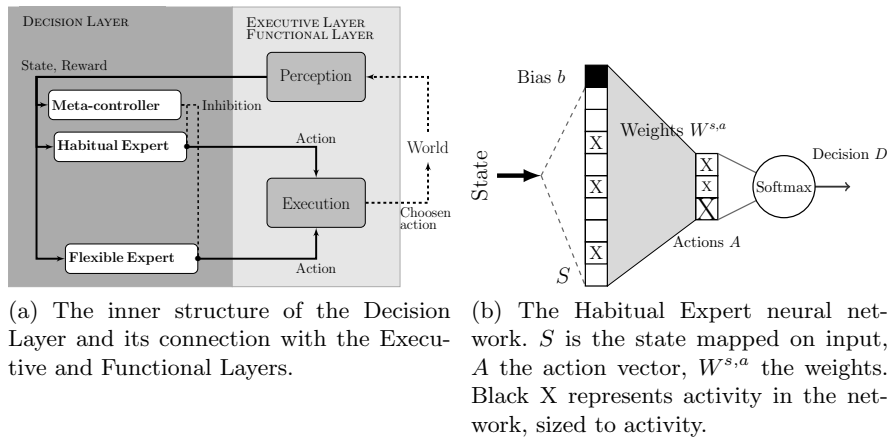 DECISION LAYER
EXECUTIVE LAYER
FUNCTIONAL LAYER
State, Reward
Perception
Meta-controller
Inhibition
Habitual Expert
Action
World
Execution
Choosen
action
Flexible Expert
Action
(a) The inner structure of the Decision
Layer and its connection with the Execu-
tive and Functional Layers.
Bias b
Weights W^{s,a}
X
X
X
X
X
X
State
Softmax
Decision D
Actions A
S
(b) The Habitual Expert neural net-
work. S is the state mapped on input,
A the action vector, W^{s,a} the weights.
Black X represents activity in the net-
work, sized to activity.